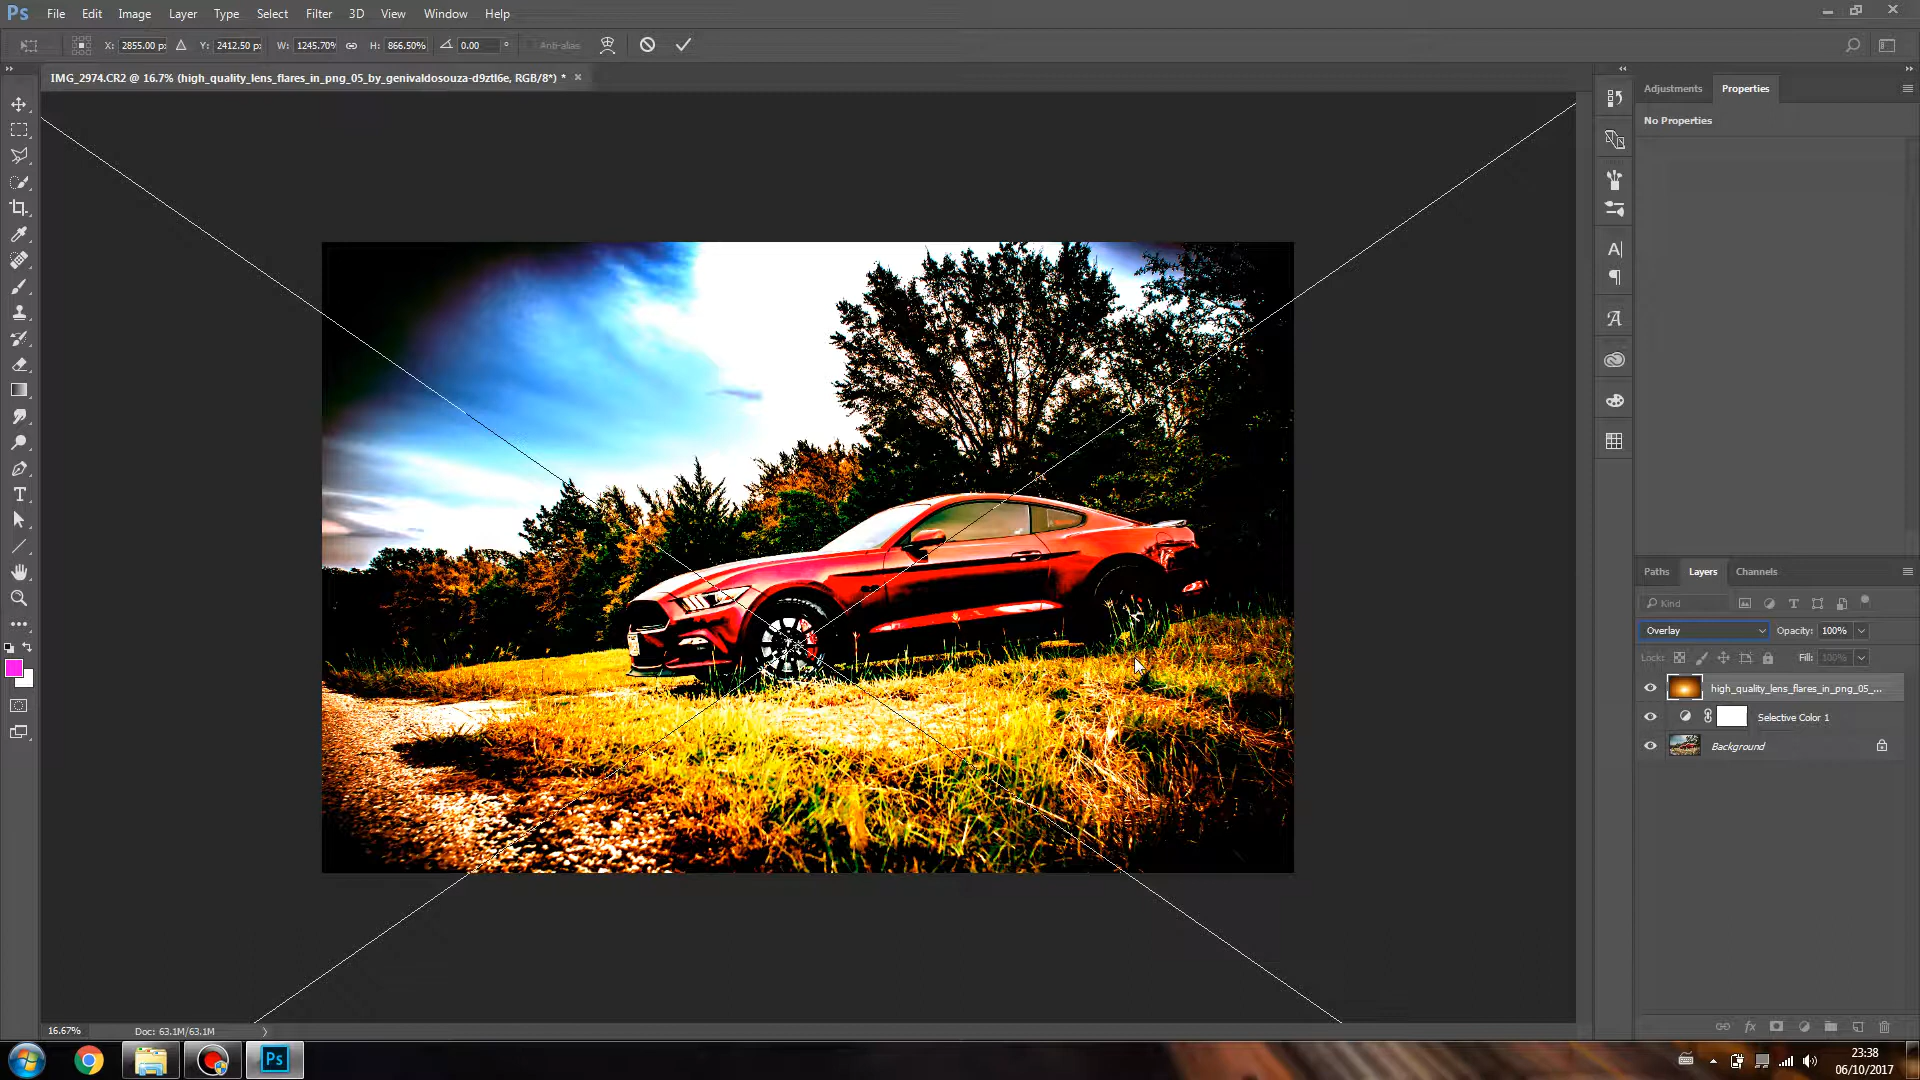 Ps File Edit Image Layer Type Select Filter 3D View Window Help
X: 2855.00 px Y: 2412.50 px W: 1245.70% H: 866.50% 0.00 ° Anti-alias
IMG_2974.CR2 @ 16.7% (high_quality_lens_flares_in_png_05_by_genivaldosouza-d9ztl6e, RGB/8*) *
Adjustments Properties
No Properties
Paths Layers Channels
Kind
Overlay Opacity: 100%
Lock: Fill: 100%
high_quality_lens_flares_in_png_05_...
Selective Color 1
Background
16.67% Doc: 63.1M/63.1M
Ps
23:38
06/10/2017